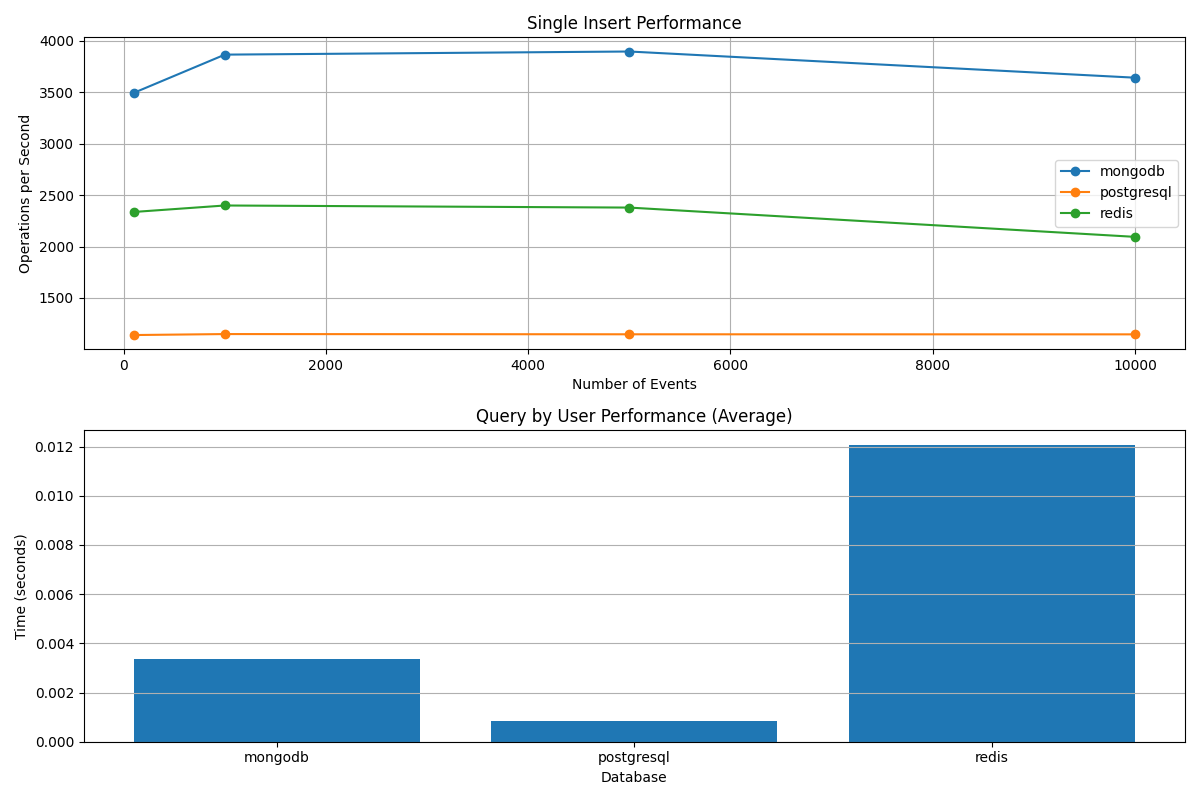 Single Insert Performance
4000
3500
3000
2500
2000
1500
Operations per Second
mongodb
postgresql
redis
0 2000 4000 6000 8000 10000
Number of Events
Query by User Performance (Average)
0.012
0.010
0.008
0.006
0.004
0.002
0.000
Time (seconds)
mongodb postgresql redis
Database